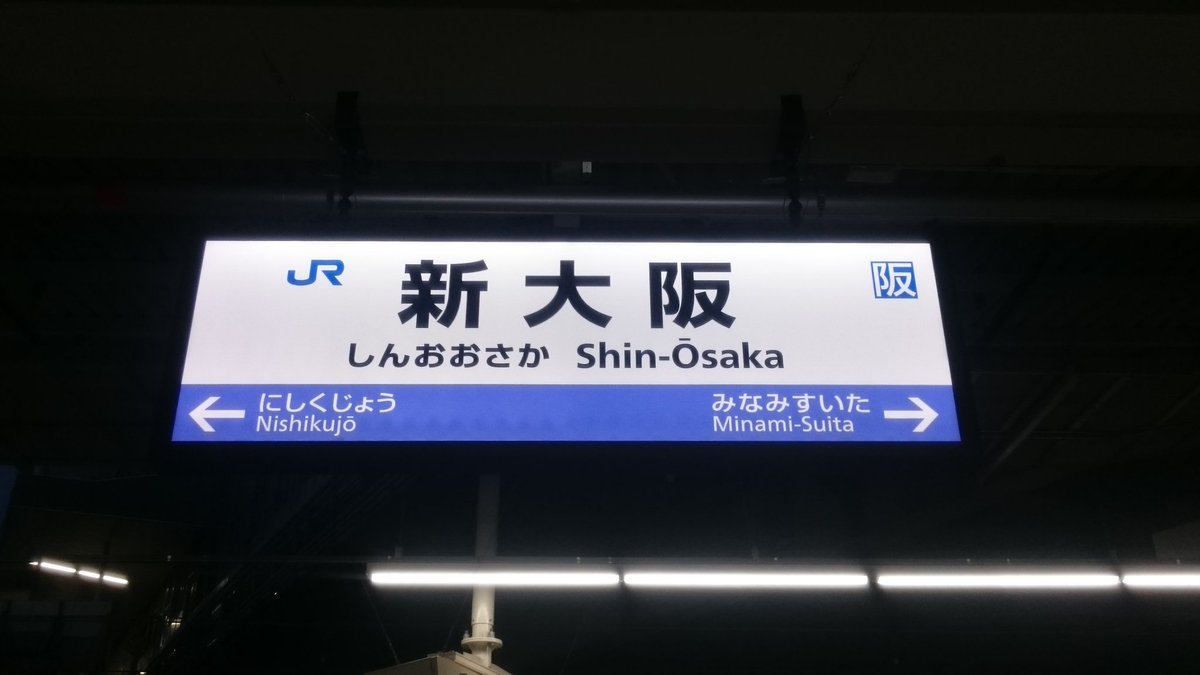 JR 新大阪 阪
しんおおさか Shin-Ōsaka
にしくじょう みなみすいた
Nishikujō Minami-Suita